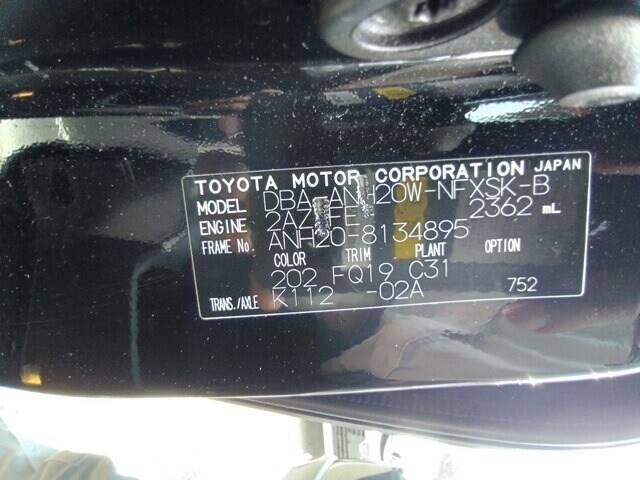 TOYOTA MOTOR CORPORATION JAPAN
MODEL DBA-ANH20W-NFXSK-B
ENGINE 2AZ-FE 2362 mL
FRAME No. ANH20-8134895
COLOR TRIM PLANT OPTION
202 FQ19 C31
TRANS./AXLE K112 -02A 752